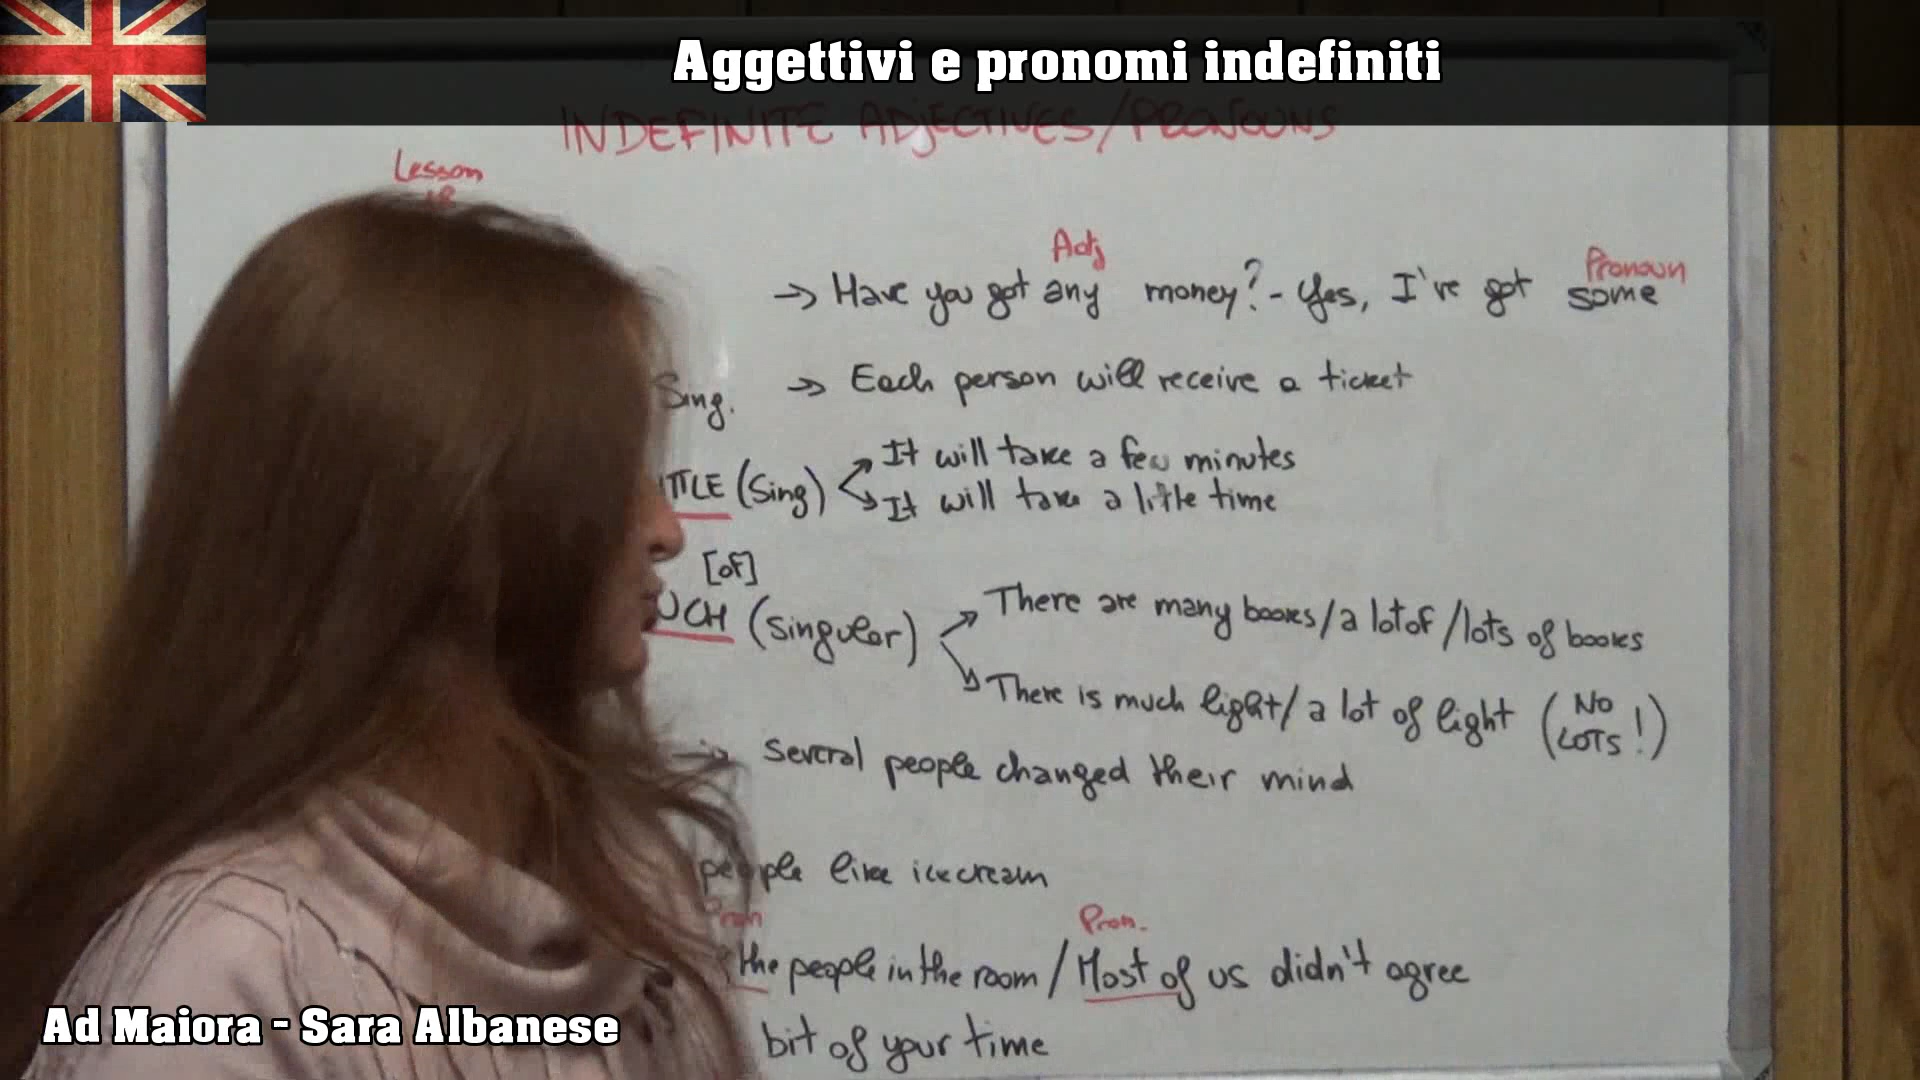 Aggettivi e pronomi indefiniti
INDEFINITE ADJECTIVES/PRONOUNS
Lesson
18
Adj
Pronoun
→ Have you got any money? - Yes, I've got some
Sing. → Each person will receive a ticket
ITTLE (Sing)
It will take a few minutes
It will take a little time
[OF]
UCH (singular)
There are many books/a lot of/lots of books
There is much light/a lot of light (NO LOTS!)
→ Several people changed their mind
people like icecream
Pron
Pron.
the people in the room / Most of us didn't agree
bit of your time
Ad Maiora - Sara Albanese